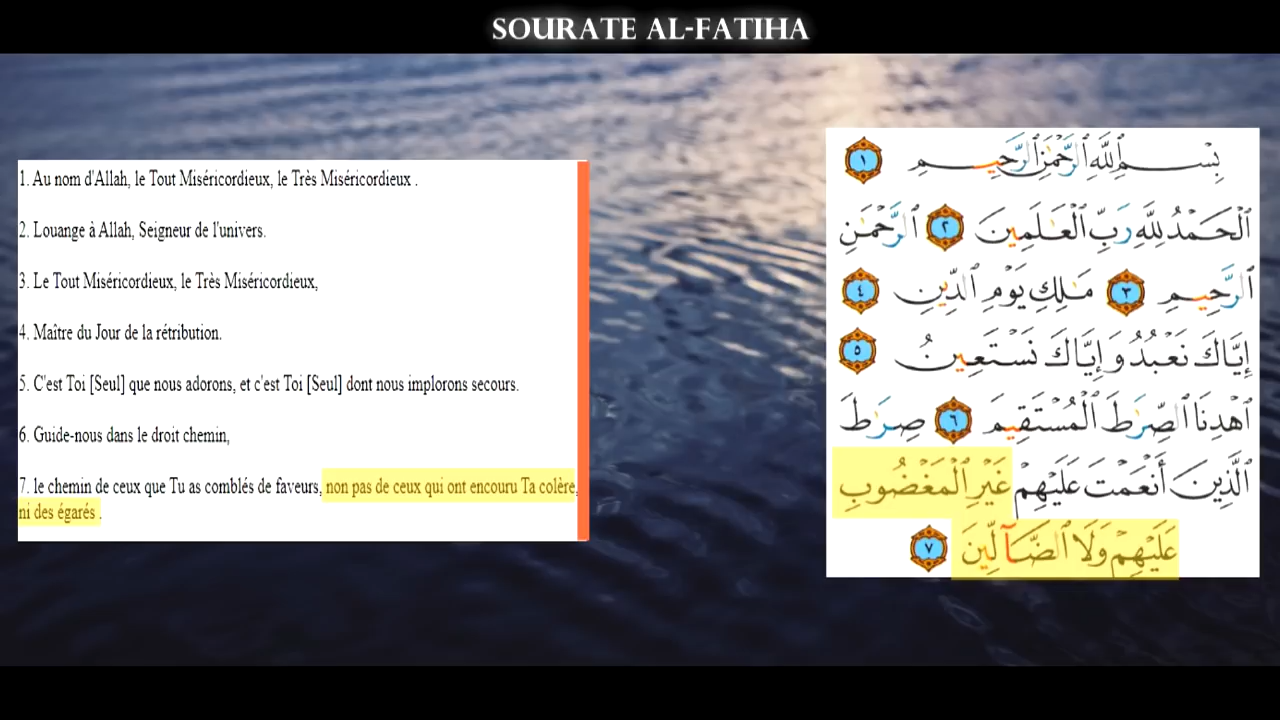 SOURATE AL-FATIHA
1. Au nom d'Allah, le Tout Miséricordieux, le Très Miséricordieux .
2. Louange à Allah, Seigneur de l'univers.
3. Le Tout Miséricordieux, le Très Miséricordieux,
4. Maître du Jour de la rétribution.
5. C'est Toi [Seul] que nous adorons, et c'est Toi [Seul] dont nous implorons secours.
6. Guide-nous dans le droit chemin,
7. le chemin de ceux que Tu as comblés de faveurs, non pas de ceux qui ont encouru Ta colère,
ni des égarés .
بِسْمِ ٱللَّهِ ٱلرَّحْمَٰنِ ٱلرَّحِيمِ ١
ٱلْحَمْدُ لِلَّهِ رَبِّ ٱلْعَٰلَمِينَ ٢ ٱلرَّحْمَٰنِ
ٱلرَّحِيمِ ٣ مَٰلِكِ يَوْمِ ٱلدِّينِ ٤
إِيَّاكَ نَعْبُدُ وَإِيَّاكَ نَسْتَعِينُ ٥
ٱهْدِنَا ٱلصِّرَٰطَ ٱلْمُسْتَقِيمَ ٦ صِرَٰطَ
ٱلَّذِينَ أَنْعَمْتَ عَلَيْهِمْ غَيْرِ ٱلْمَغْضُوبِ
عَلَيْهِمْ وَلَا ٱلضَّآلِّينَ ٧